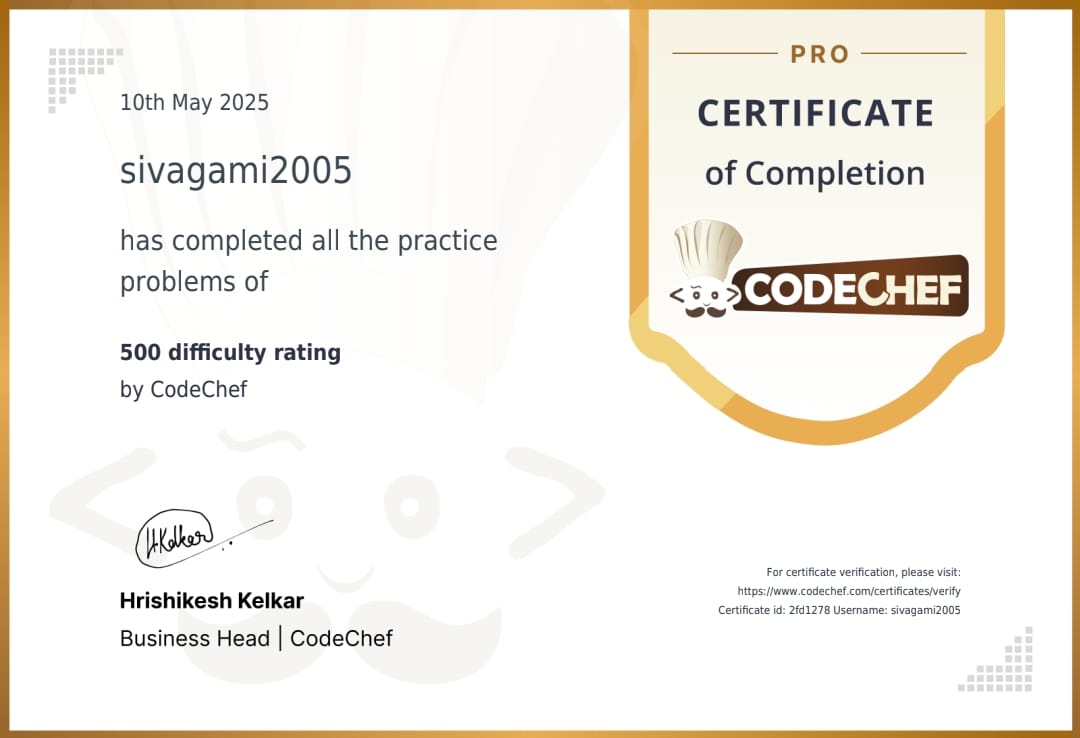 10th May 2025
sivagami2005
has completed all the practice
problems of
500 difficulty rating
by CodeChef
H.Kelkar
Hrishikesh Kelkar
Business Head | CodeChef
PRO
CERTIFICATE
of Completion
CODECHEF
For certificate verification, please visit:
https://www.codechef.com/certificates/verify
Certificate id: 2fd1278 Username: sivagami2005